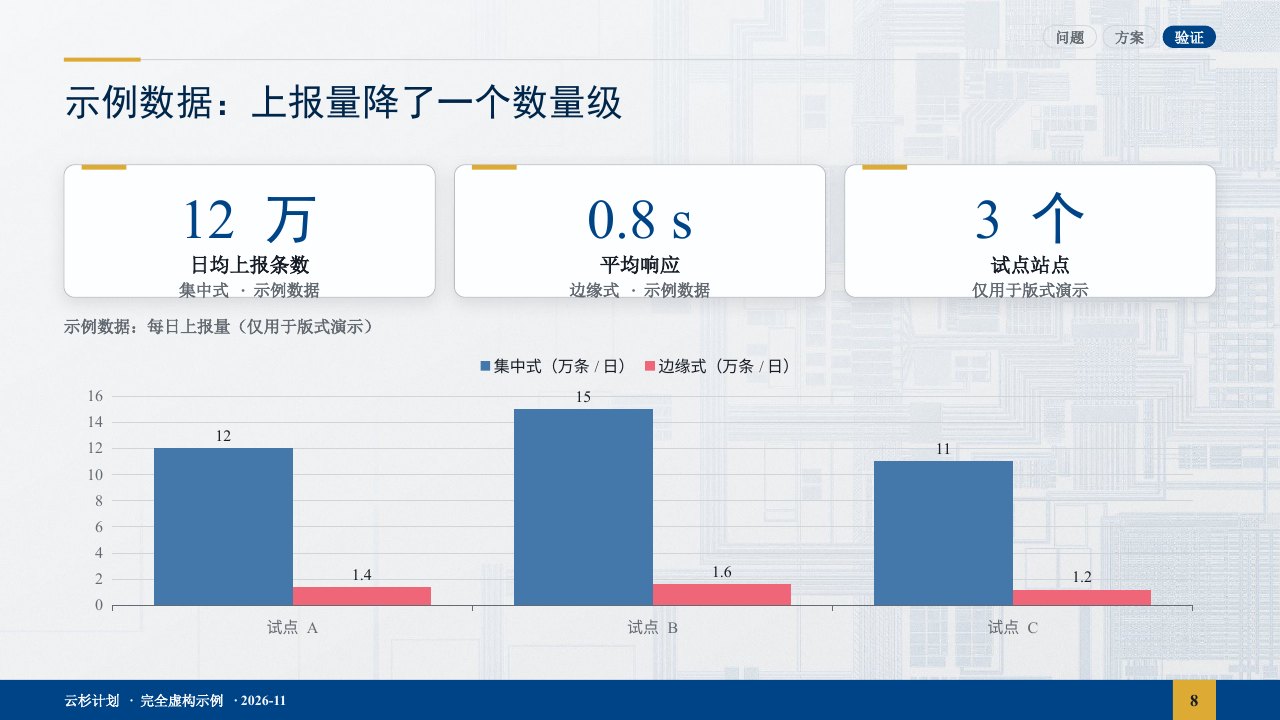 问题 方案 验证
示例数据：上报量降了一个数量级
12 万
日均上报条数
集中式 · 示例数据
0.8 s
平均响应
边缘式 · 示例数据
3 个
试点站点
仅用于版式演示
示例数据：每日上报量（仅用于版式演示）
集中式（万条 / 日） 边缘式（万条 / 日）
16
14
12
10
8
6
4
2
0
12
1.4
15
1.6
11
1.2
试点 A
试点 B
试点 C
云杉计划 · 完全虚构示例 · 2026-11
8